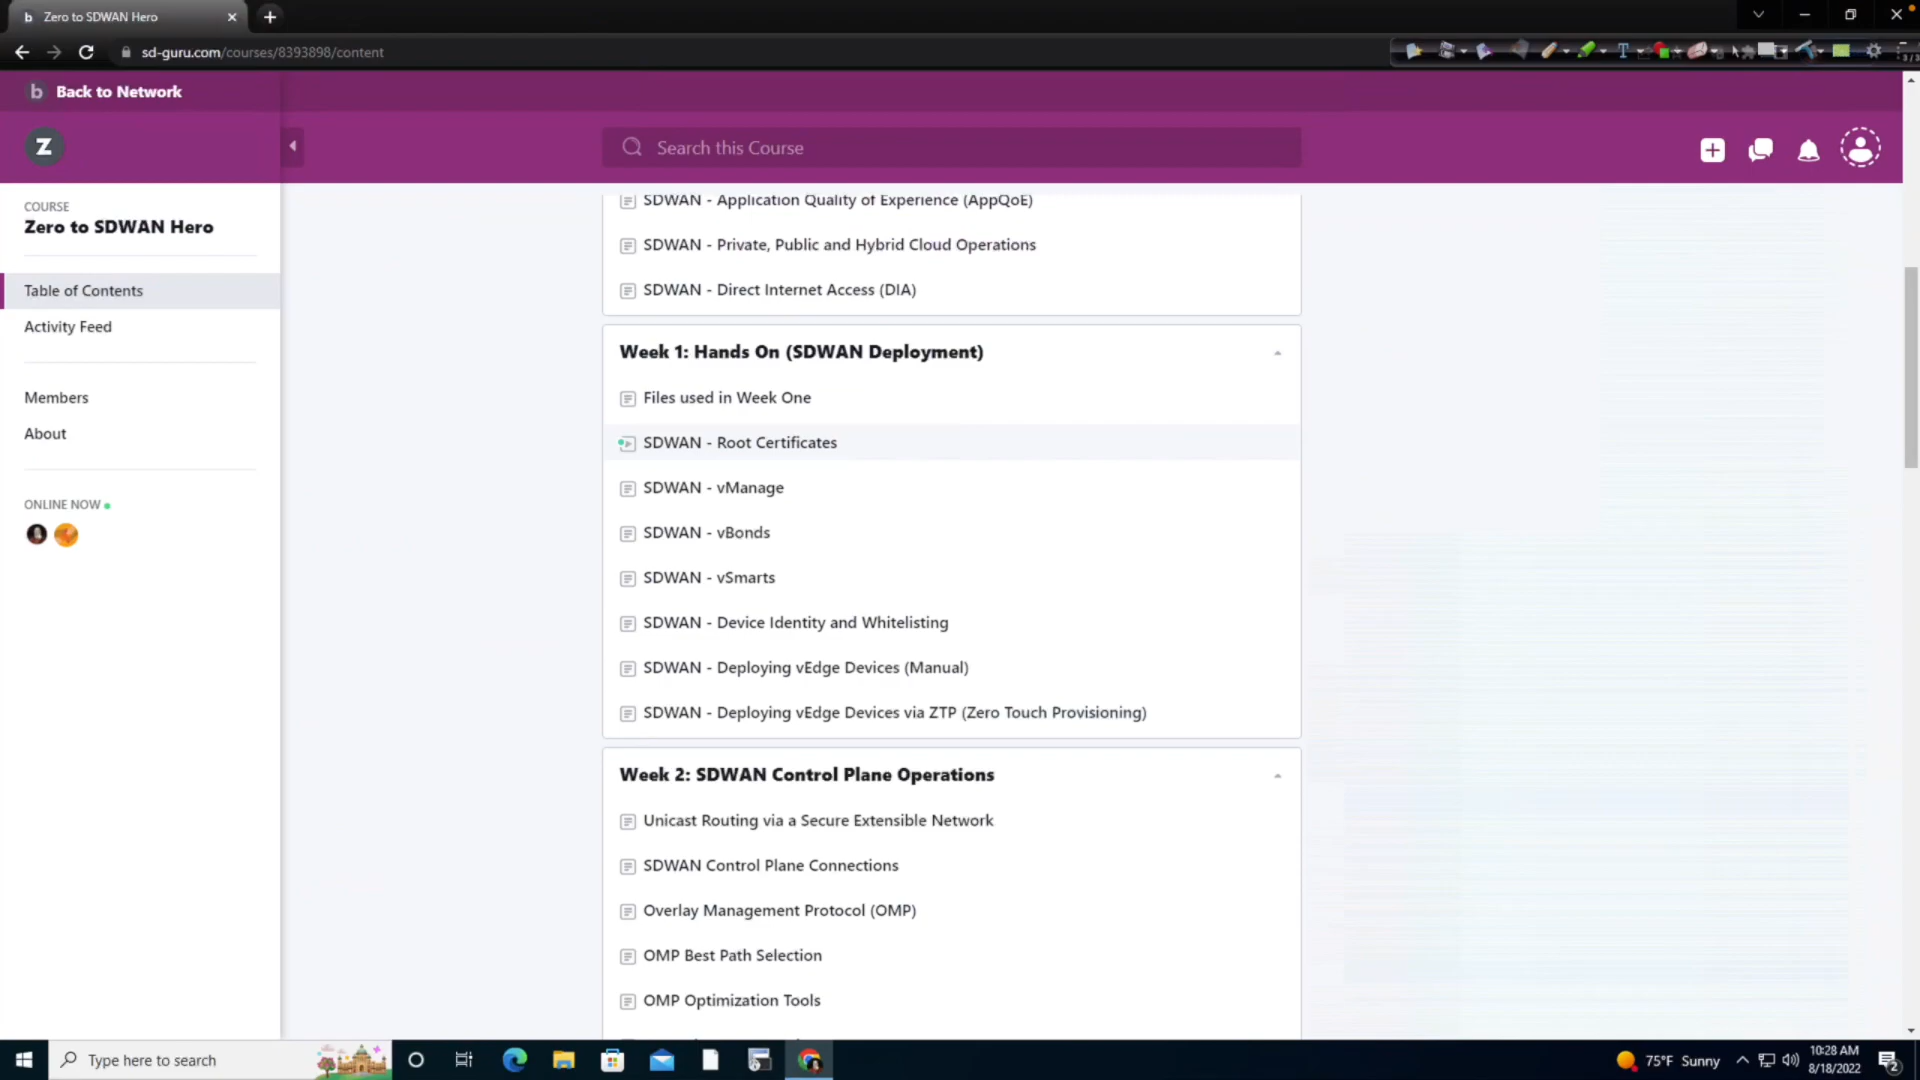 Zero to SDWAN Hero
sd-guru.com/courses/8393898/content
Back to Network
Z
Search this Course
COURSE
Zero to SDWAN Hero
Table of Contents
Activity Feed
Members
About
ONLINE NOW
SDWAN - Application Quality of Experience (AppQoE)
SDWAN - Private, Public and Hybrid Cloud Operations
SDWAN - Direct Internet Access (DIA)
Week 1: Hands On (SDWAN Deployment)
Files used in Week One
SDWAN - Root Certificates
SDWAN - vManage
SDWAN - vBonds
SDWAN - vSmarts
SDWAN - Device Identity and Whitelisting
SDWAN - Deploying vEdge Devices (Manual)
SDWAN - Deploying vEdge Devices via ZTP (Zero Touch Provisioning)
Week 2: SDWAN Control Plane Operations
Unicast Routing via a Secure Extensible Network
SDWAN Control Plane Connections
Overlay Management Protocol (OMP)
OMP Best Path Selection
OMP Optimization Tools
Type here to search
75°F Sunny
10:28 AM
8/18/2022
2